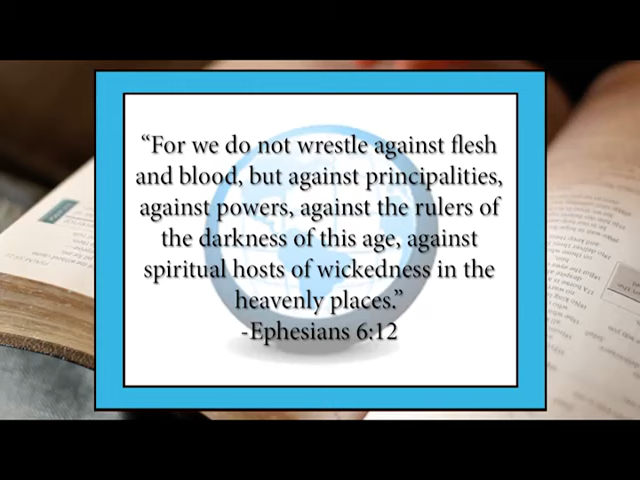 “For we do not wrestle against flesh
and blood, but against principalities,
against powers, against the rulers of
the darkness of this age, against
spiritual hosts of wickedness in the
heavenly places.”
-Ephesians 6:12